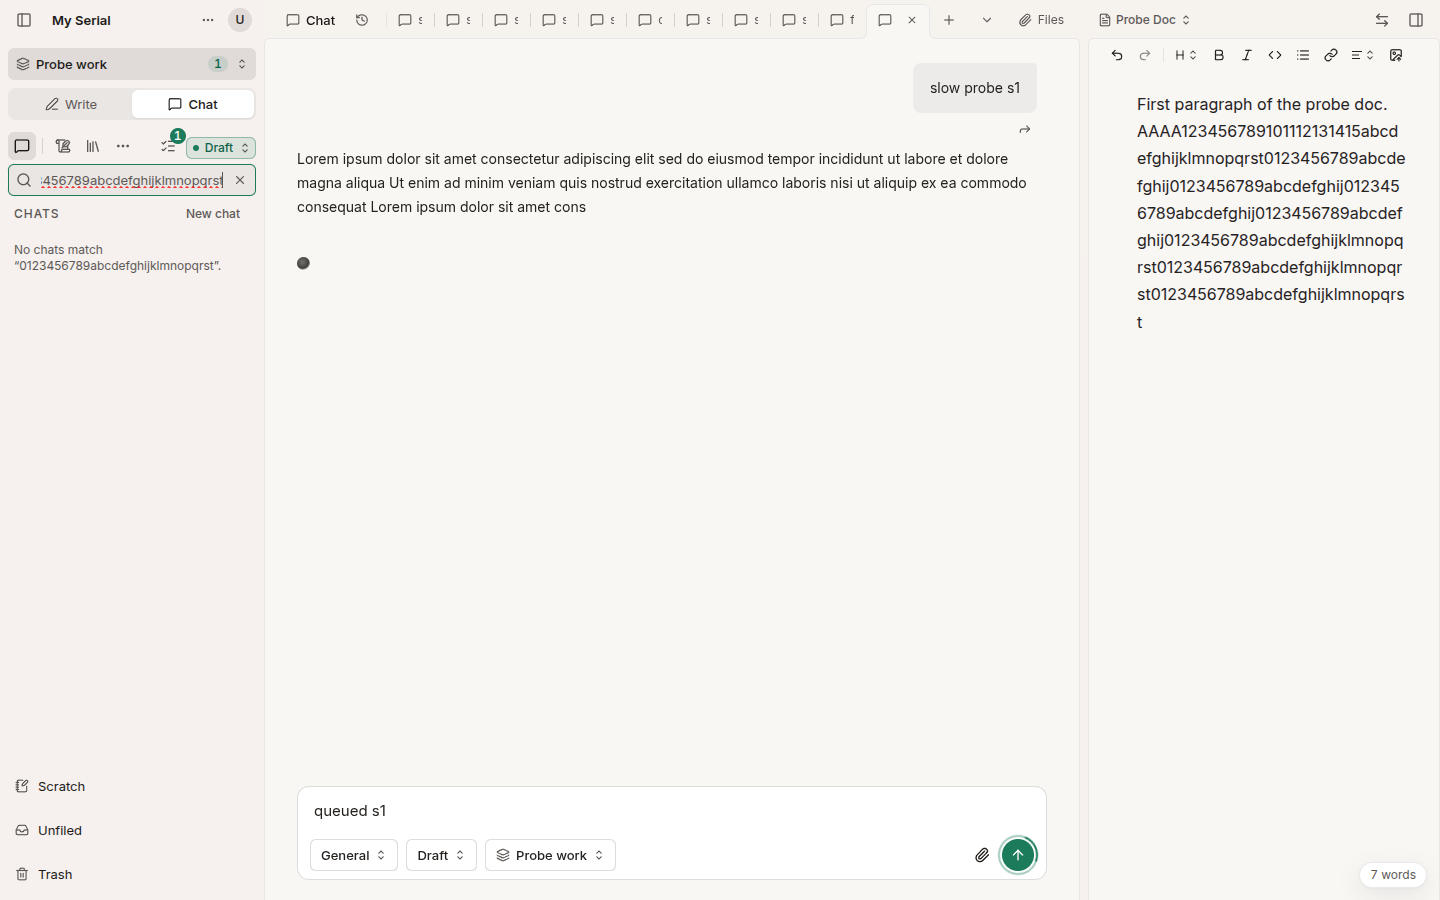 My Serial
U
Probe work
1
Write
Chat
1
Draft
3456789abcdefghijklmnopqrst
CHATS
New chat
No chats match
“0123456789abcdefghijklmnopqrst”.
Scratch
Unfiled
Trash
Chat
f
Files
slow probe s1
Lorem ipsum dolor sit amet consectetur adipiscing elit sed do eiusmod tempor incididunt ut labore et dolore
magna aliqua Ut enim ad minim veniam quis nostrud exercitation ullamco laboris nisi ut aliquip ex ea commodo
consequat Lorem ipsum dolor sit amet cons
queued s1
General
Draft
Probe work
Probe Doc
H
B
I
First paragraph of the probe doc.
AAAA123456789101112131415abcd
efghijklmnopqrst0123456789abcde
fghij0123456789abcdefghij012345
6789abcdefghij0123456789abcdef
ghij0123456789abcdefghijklmnopq
rst0123456789abcdefghijklmnopqr
st0123456789abcdefghijklmnopqrs
t
7 words